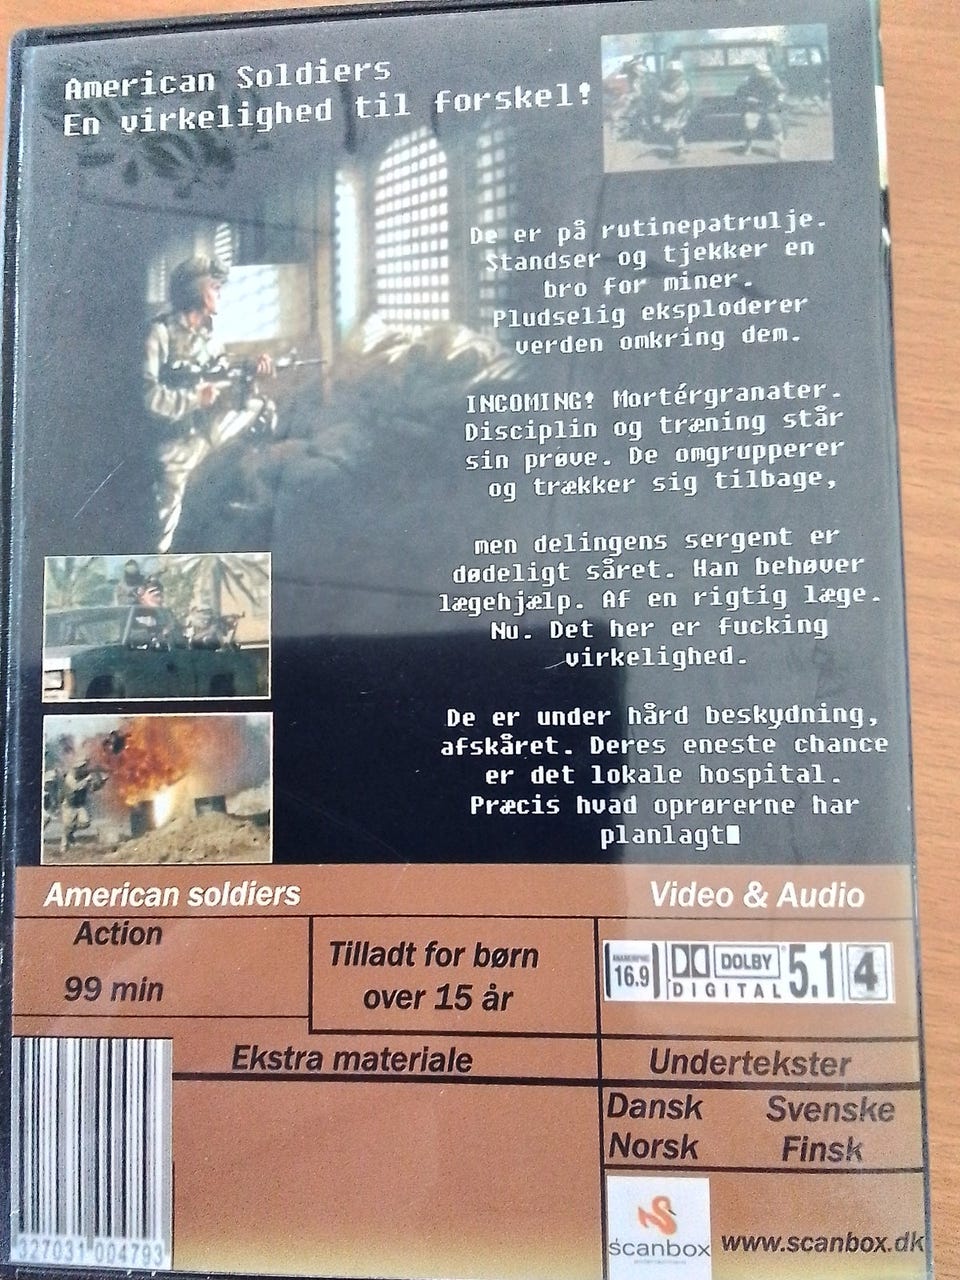 American Soldiers
En virkelighed til forskel!
De er på rutinepatrulje.
Standser og tjekker en
bro for miner.
Pludselig eksploderer
verden omkring dem.
INCOMING! Mortérgranater.
Disciplin og træning står
sin prøve. De omgrupperer
og trækker sig tilbage,
men delingens sergent er
dødeligt såret. Han behøver
lægehjælp. Af en rigtig læge.
Nu. Det her er fucking
virkelighed.
De er under hård beskydning,
afskåret. Deres eneste chance
er det lokale hospital.
Præcis hvad oprørerne har
planlagt
American soldiers
Video & Audio
Action
99 min
Tilladt for børn
over 15 år
16.9
DOLBY
DIGITAL
5.1
4
Ekstra materiale
Undertekster
Dansk Svenske
Norsk Finsk
327031 004793
scanbox
entertainment
www.scanbox.dk